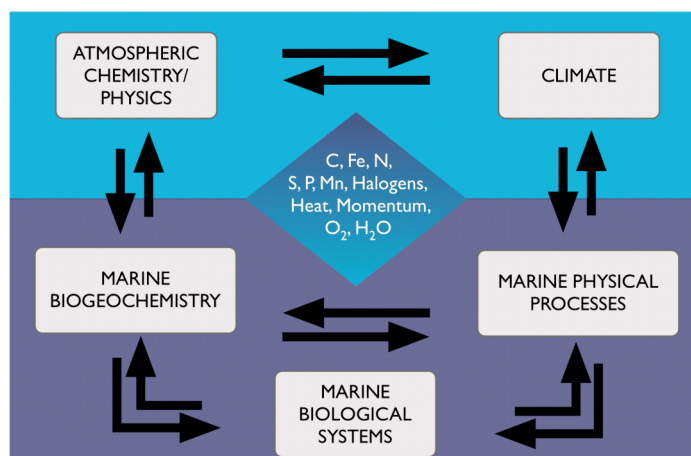 ATMOSPHERIC
CHEMISTRY/
PHYSICS
CLIMATE
C, Fe, N,
S, P, Mn, Halogens,
Heat, Momentum,
O₂, H₂O
MARINE
BIOGEOCHEMISTRY
MARINE PHYSICAL
PROCESSES
MARINE
BIOLOGICAL
SYSTEMS